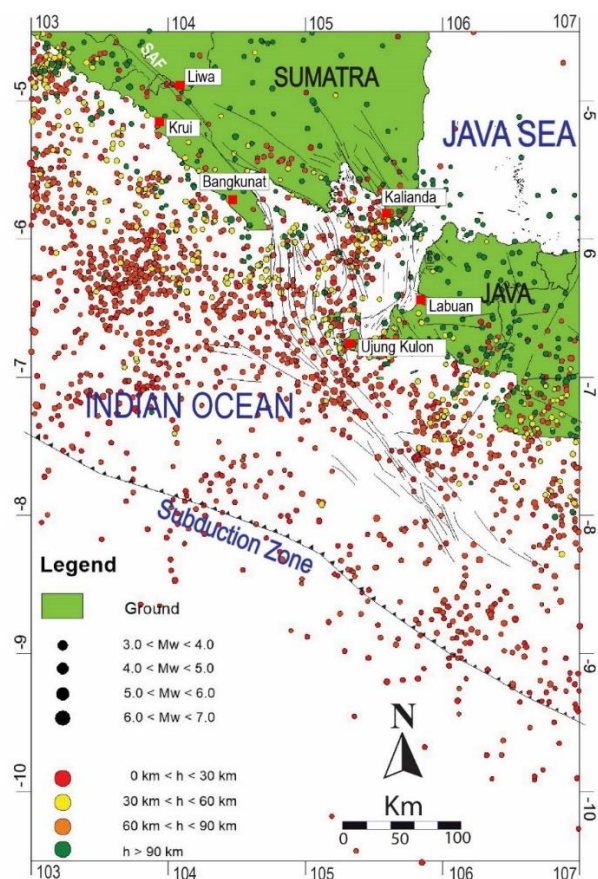 103 104 105 106 107
SAF
Liwa
SUMATRA
-5 -5
Krui
JAVA SEA
Bangkunat
Kalianda
-6 6
JAVA
Labuan
Ujung Kulon
-7 -7
INDIAN OCEAN
-8 -8
Subduction Zone
Legend
Ground
-9 -9
3.0 < Mw < 4.0
4.0 < Mw < 5.0
5.0 < Mw < 6.0
6.0 < Mw < 7.0
N
-10 -10
0 km < h < 30 km
30 km < h < 60 km
60 km < h < 90 km
h > 90 km
Km
0 50 100
103 104 105 106 107